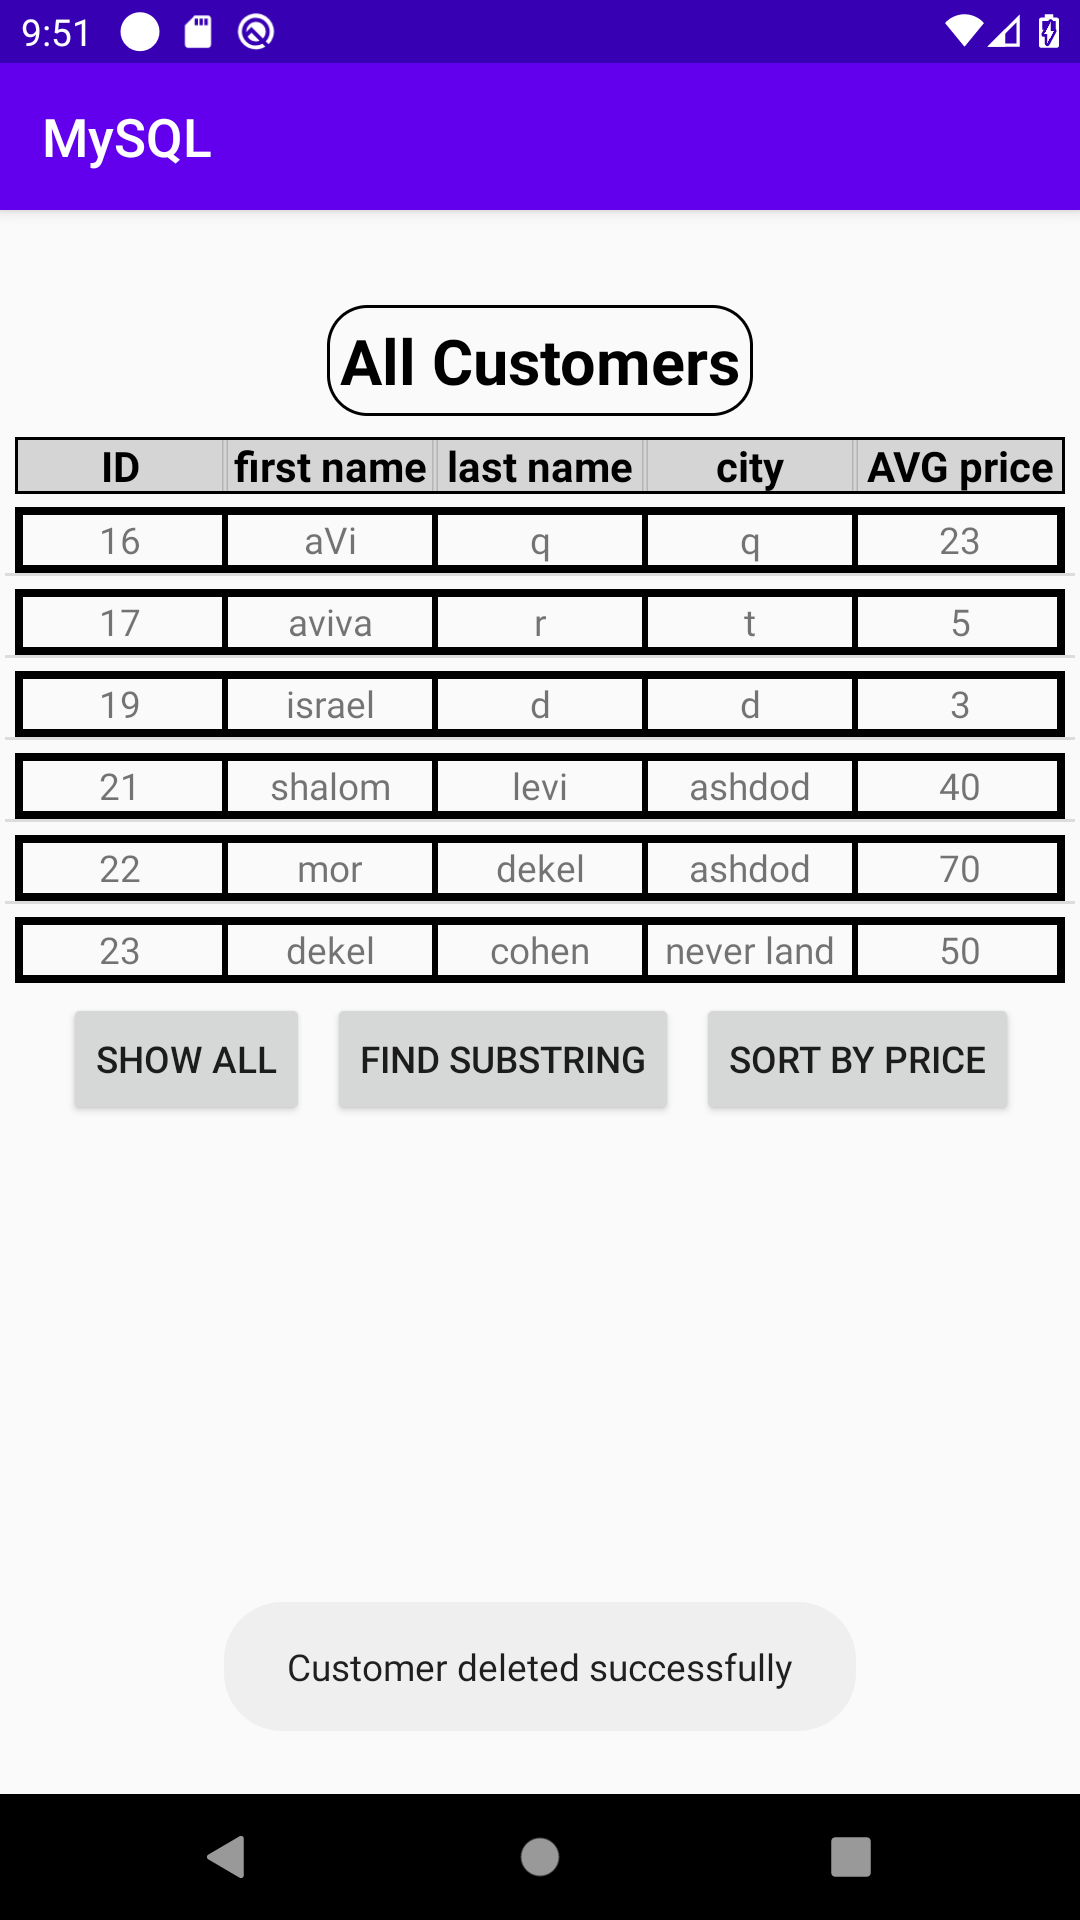 9:51
MySQL
All Customers
ID first name last name city AVG price
16 aVi q q 23
17 aviva r t 5
19 israel d d 3
21 shalom levi ashdod 40
22 mor dekel ashdod 70
23 dekel cohen never land 50
SHOW ALL FIND SUBSTRING SORT BY PRICE
Customer deleted successfully